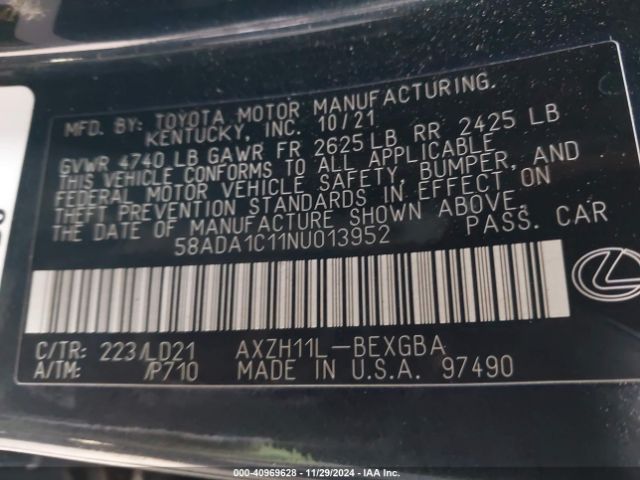 MFD. BY: TOYOTA MOTOR MANUFACTURING.
KENTUCKY, INC. 10/21
GVWR 4740 LB GAWR FR 2625 LB RR 2425 LB
THIS VEHICLE CONFORMS TO ALL APPLICABLE
FEDERAL MOTOR VEHICLE SAFETY, BUMPER, AND
THEFT PREVENTION STANDARDS IN EFFECT ON
THE DATE OF MANUFACTURE SHOWN ABOVE.
58ADA1C11NU013952 PASS. CAR
C/TR: 223/LD21 AXZH11L-BEXGBA
A/TM: /P710 MADE IN U.S.A. 97490
000-40969628 - 11/29/2024 - IAA Inc.